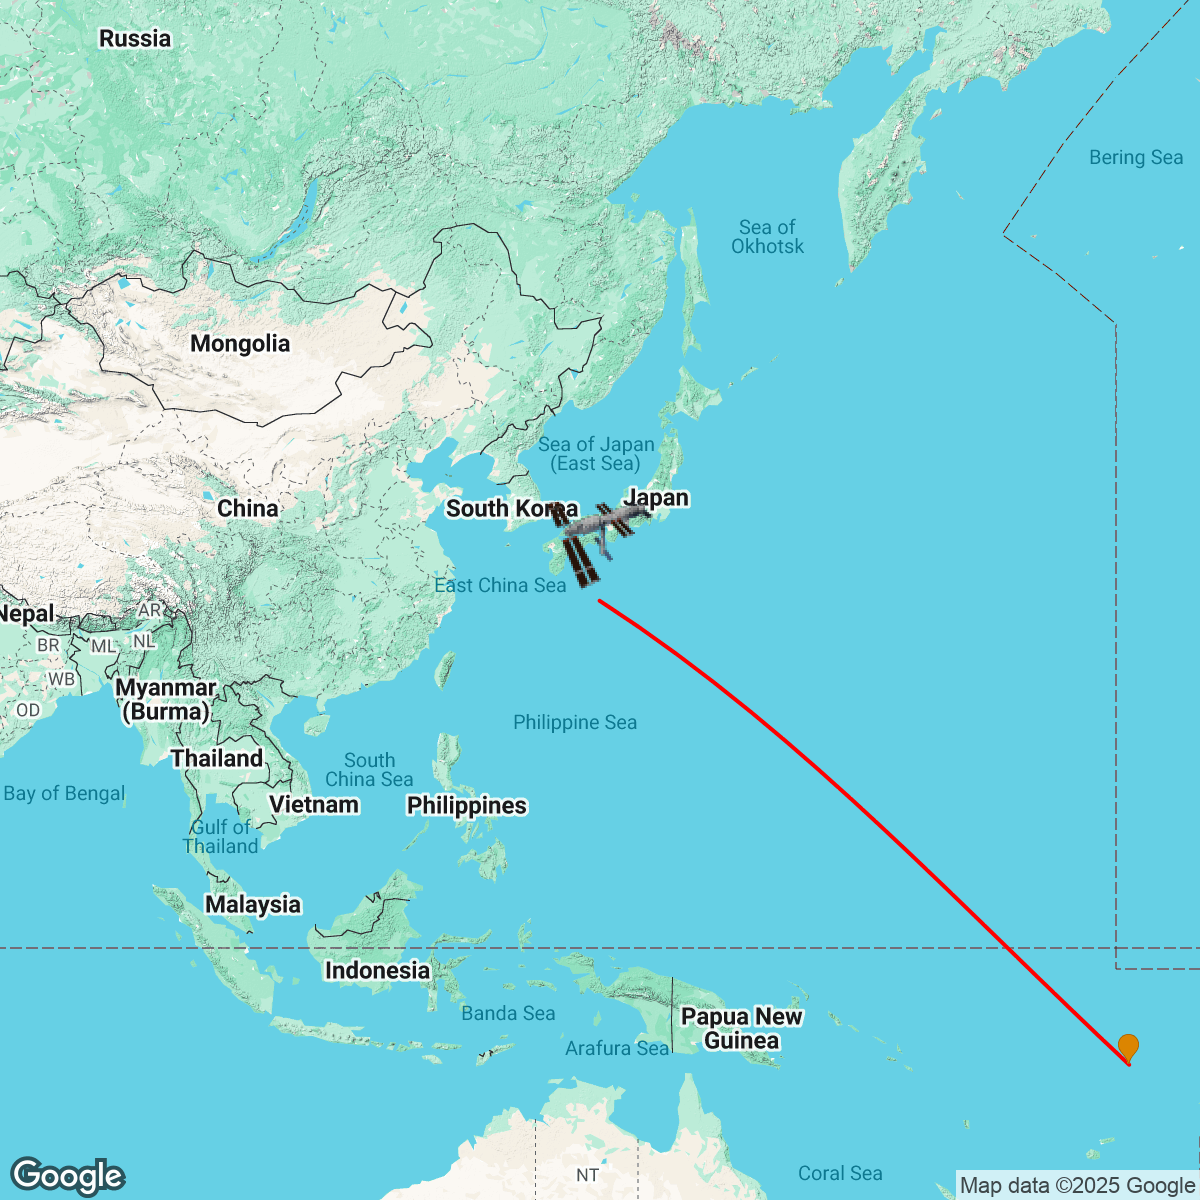 Russia
Bering Sea
Sea of
Okhotsk
Mongolia
Sea of Japan
(East Sea)
Japan
China
South Korea
East China Sea
Nepal
AR
BR
ML
NL
WB
Myanmar
(Burma)
OD
Philippine Sea
Thailand
South
China Sea
Bay of Bengal
Vietnam
Philippines
Gulf of
Thailand
Malaysia
Indonesia
Banda Sea
Papua New
Guinea
Arafura Sea
NT
Coral Sea
Google
Map data ©2025 Google